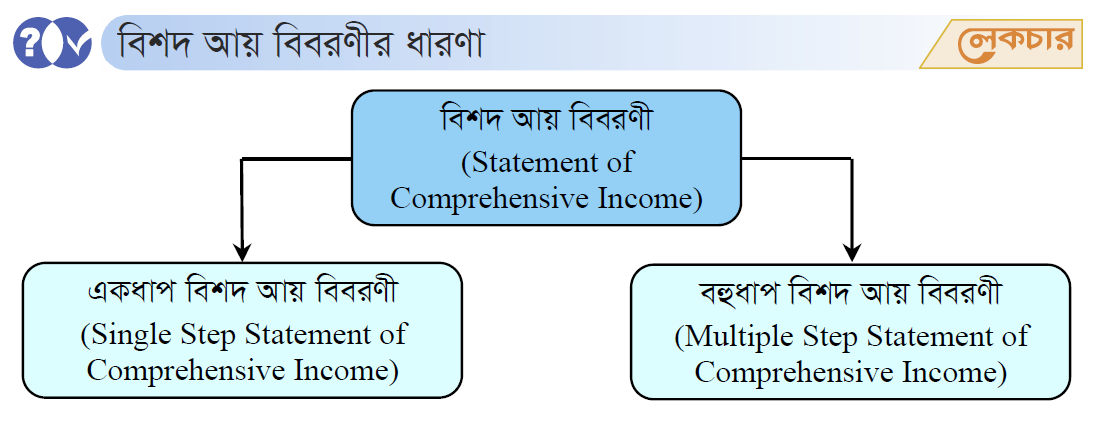 বিশদ আয় বিবরণীর ধারণা
লেকচার
বিশদ আয় বিবরণী
(Statement of
Comprehensive Income)
একধাপ বিশদ আয় বিবরণী
(Single Step Statement of
Comprehensive Income)
বহুধাপ বিশদ আয় বিবরণী
(Multiple Step Statement of
Comprehensive Income)